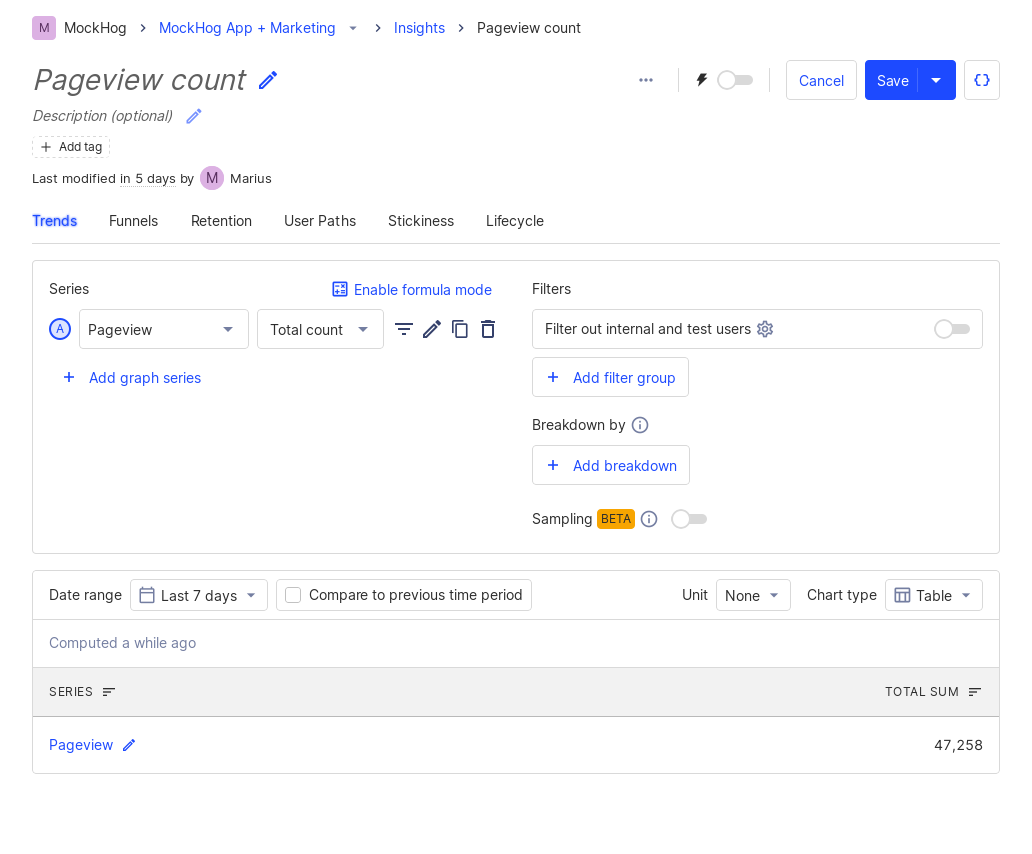 M MockHog MockHog App + Marketing Insights Pageview count
Pageview count
Cancel Save
Description (optional)
Add tag
Last modified in 5 days by M Marius
Trends Funnels Retention User Paths Stickiness Lifecycle
Series Enable formula mode
A Pageview Total count
Add graph series
Filters
Filter out internal and test users
Add filter group
Breakdown by
Add breakdown
Sampling BETA
Date range Last 7 days Compare to previous time period Unit None Chart type Table
Computed a while ago
SERIES TOTAL SUM
Pageview 47,258